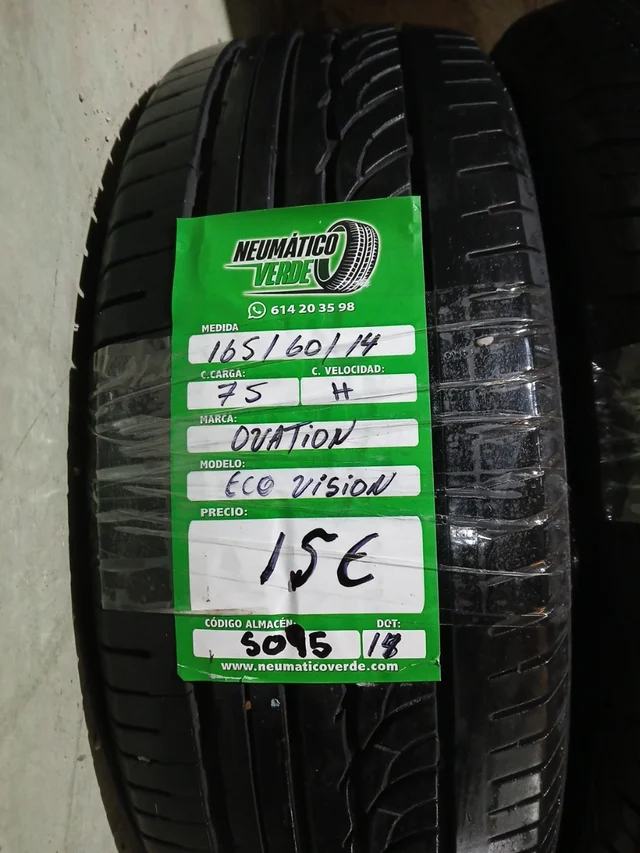 NEUMÁTICO
VERDE
614 20 35 98
MEDIDA
165/60/14
C.CARGA: C. VELOCIDAD:
75 H
MARCA:
OVATION
MODELO:
ECO VISION
PRECIO:
15€
CÓDIGO ALMACÉN: DOT:
5095 18
www.neumaticoverde.com